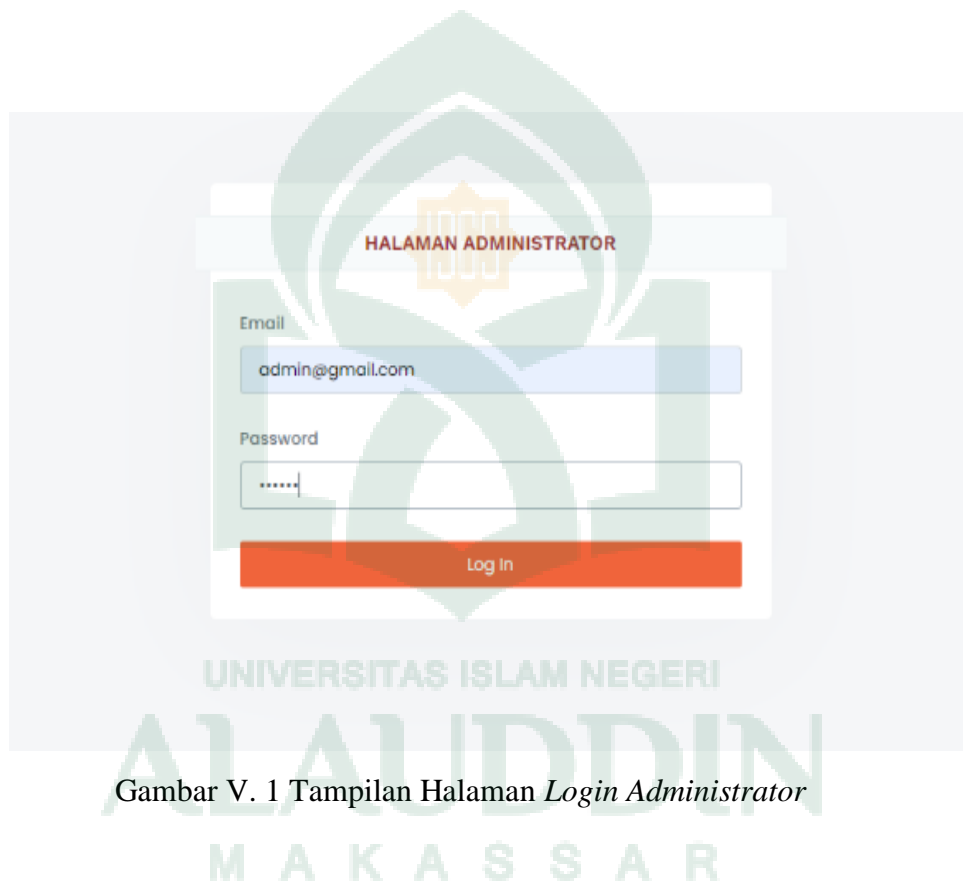 1965
HALAMAN ADMINISTRATOR
Email
admin@gmail.com
Password
••••••
Log In
UNIVERSITAS ISLAM NEGERI
ALAUDDIN
Gambar V. 1 Tampilan Halaman Login Administrator
MAKASSAR